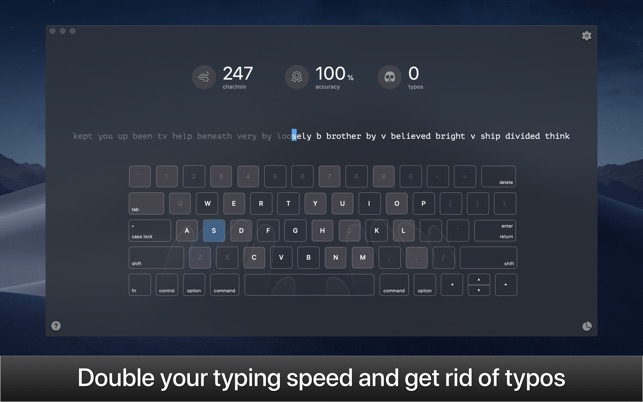 247
char/min
100%
accuracy
0
typos
kept you up been tv help beneath very by loosely b brother by v believed bright v ship divided think
delete
tab Q W E R T Y U I O P [ ] \
caps lock A S D F G H J K L
enter
return
shift Z X C V B N M shift
fn control option command command option
?
Double your typing speed and get rid of typos